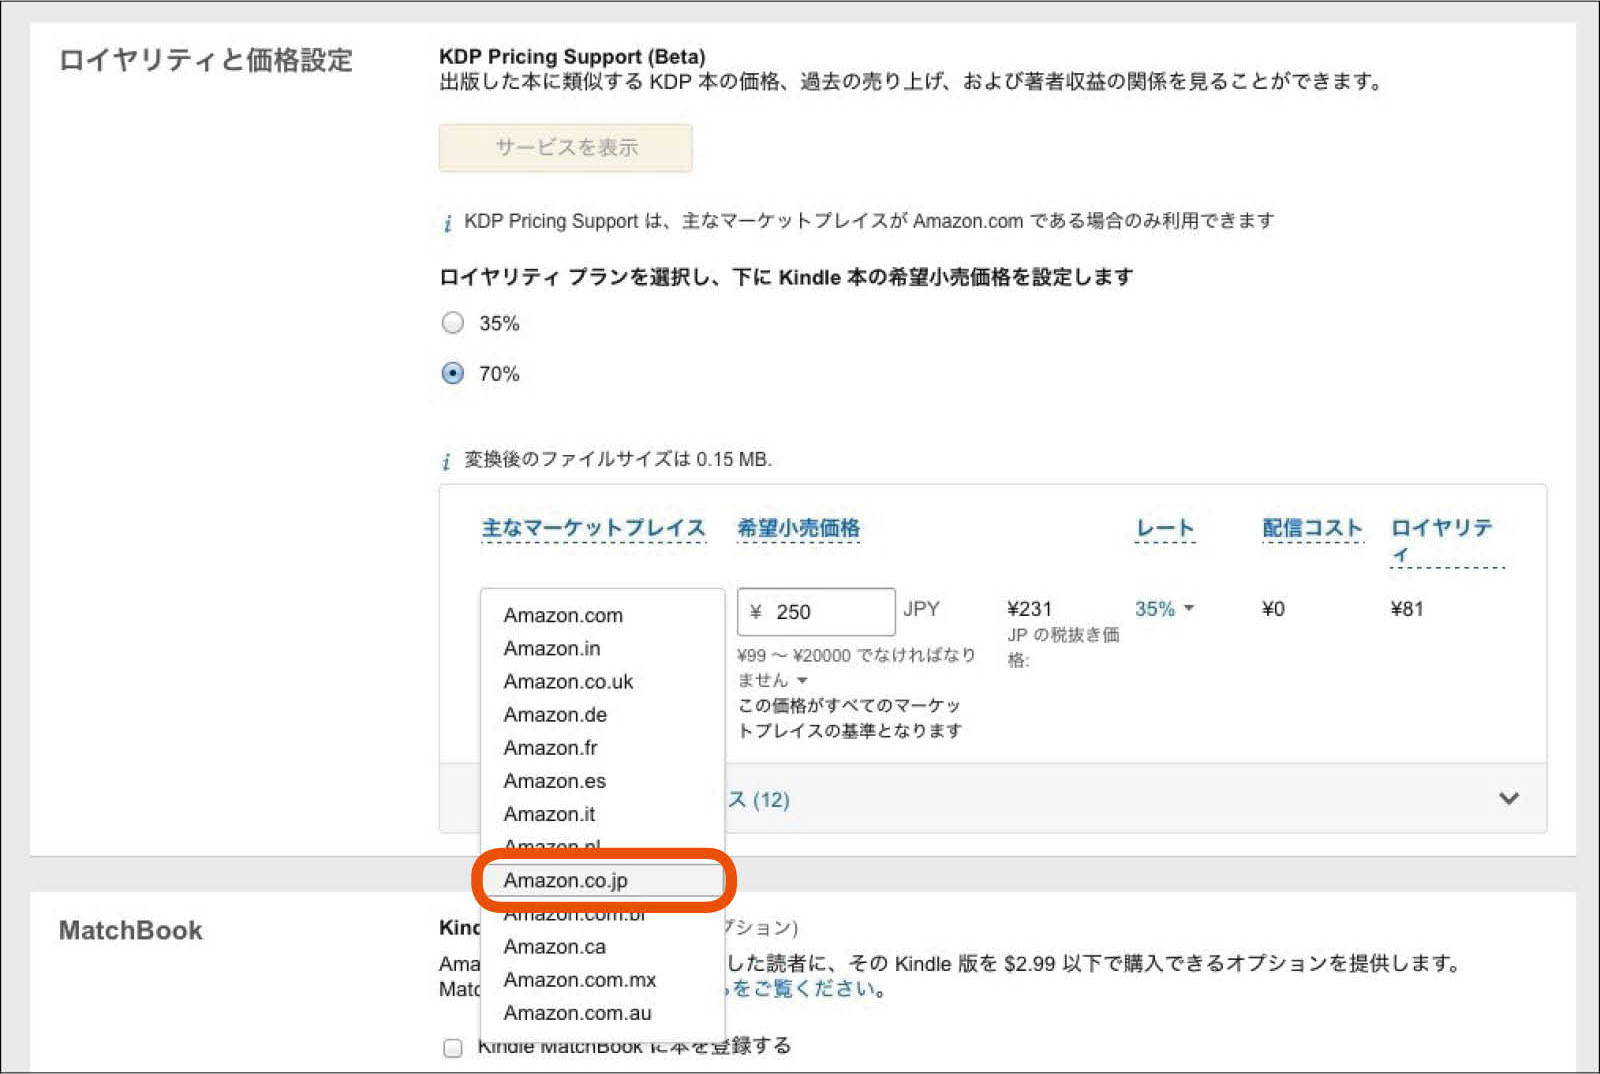 ロイヤリティと価格設定
KDP Pricing Support (Beta)
出版した本に類似する KDP 本の価格、過去の売り上げ、および著者収益の関係を見ることができます。
サービスを表示
i KDP Pricing Support は、主なマーケットプレイスが Amazon.com である場合のみ利用できます
ロイヤリティ プランを選択し、下に Kindle 本の希望小売価格を設定します
35%
70%
i 変換後のファイルサイズは 0.15 MB.
主なマーケットプレイス 希望小売価格 レート 配信コスト ロイヤリテ
ィ
¥ 250 JPY ¥231 35% ¥0 ¥81
JP の税抜き価
格:
¥99 ～ ¥20000 でなければなり
ません
この価格がすべてのマーケッ
トプレイスの基準となります
ス (12)
Amazon.com
Amazon.in
Amazon.co.uk
Amazon.de
Amazon.fr
Amazon.es
Amazon.it
Amazon.nl
Amazon.co.jp
Amazon.com.br
Amazon.ca
Amazon.com.mx
Amazon.com.au
MatchBook
Kind プション)
Ama した読者に、その Kindle 版を $2.99 以下で購入できるオプションを提供します。
Matc をご覧ください。
Kindle MatchBook に本を登録する